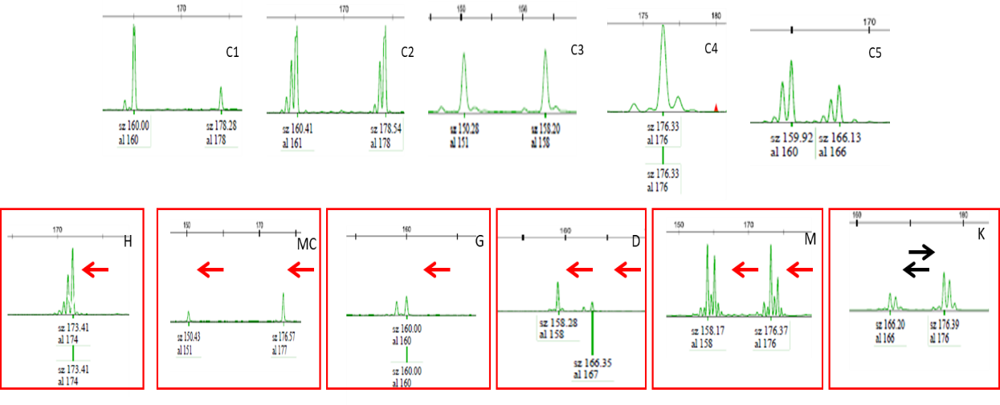 170
C1
sz 160.00
al 160
sz 178.28
al 178
170
C2
sz 160.41
al 161
sz 178.54
al 178
C3
sz 150.28
al 151
sz 158.20
al 158
175 180
C4
sz 176.33
al 176
sz 176.33
al 176
170
C5
sz 159.92
al 160
sz 166.13
al 166
170
H
sz 173.41
al 174
sz 173.41
al 174
150 170
MC
sz 150.43
al 151
sz 176.57
al 177
160
G
sz 160.00
al 160
sz 160.00
al 160
160
D
sz 158.28
al 158
sz 166.35
al 167
150 170
M
sz 158.17
al 158
sz 176.37
al 176
160 180
K
sz 166.20
al 166
sz 176.39
al 176